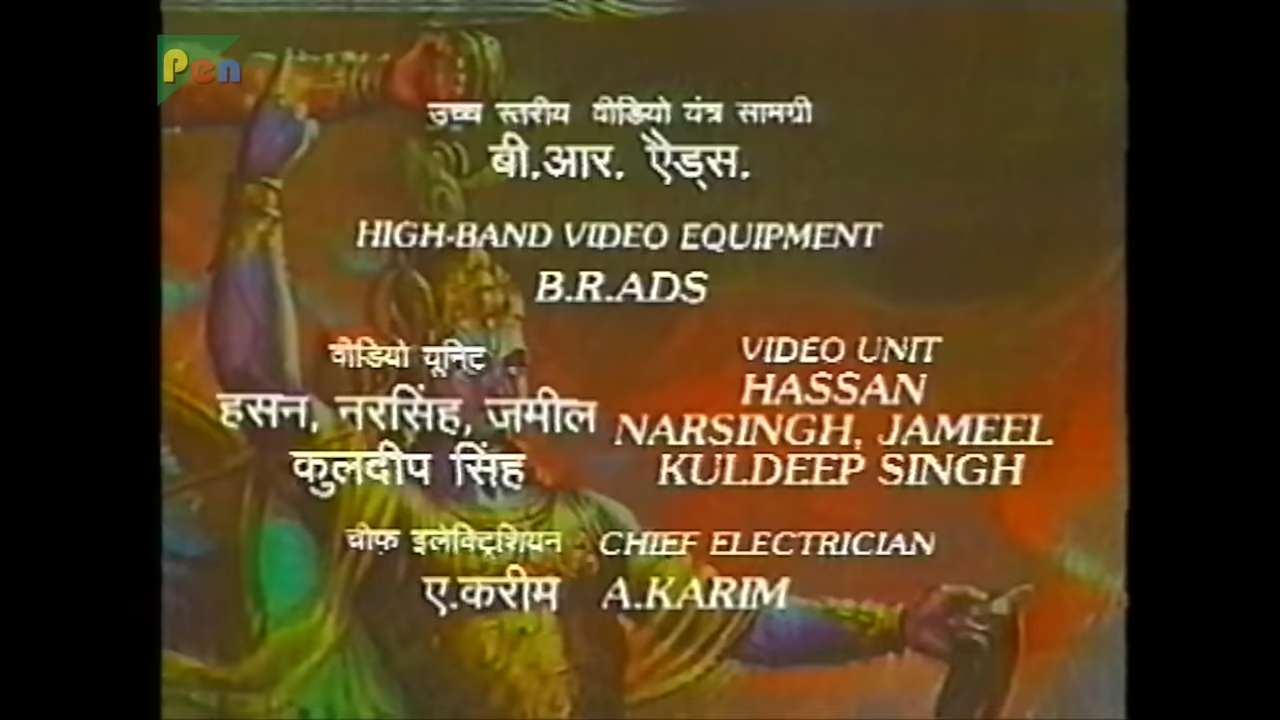 Pen
उच्च स्तरीय वीडियो यंत्र सामग्री
बी.आर. ऐड्स.
HIGH-BAND VIDEO EQUIPMENT
B.R.ADS
वीडियो यूनिट
हसन, नरसिंह, जमील
कुलदीप सिंह
VIDEO UNIT
HASSAN
NARSINGH, JAMEEL
KULDEEP SINGH
चीफ़ इलेक्ट्रिशियन
ए.करीम
CHIEF ELECTRICIAN
A.KARIM